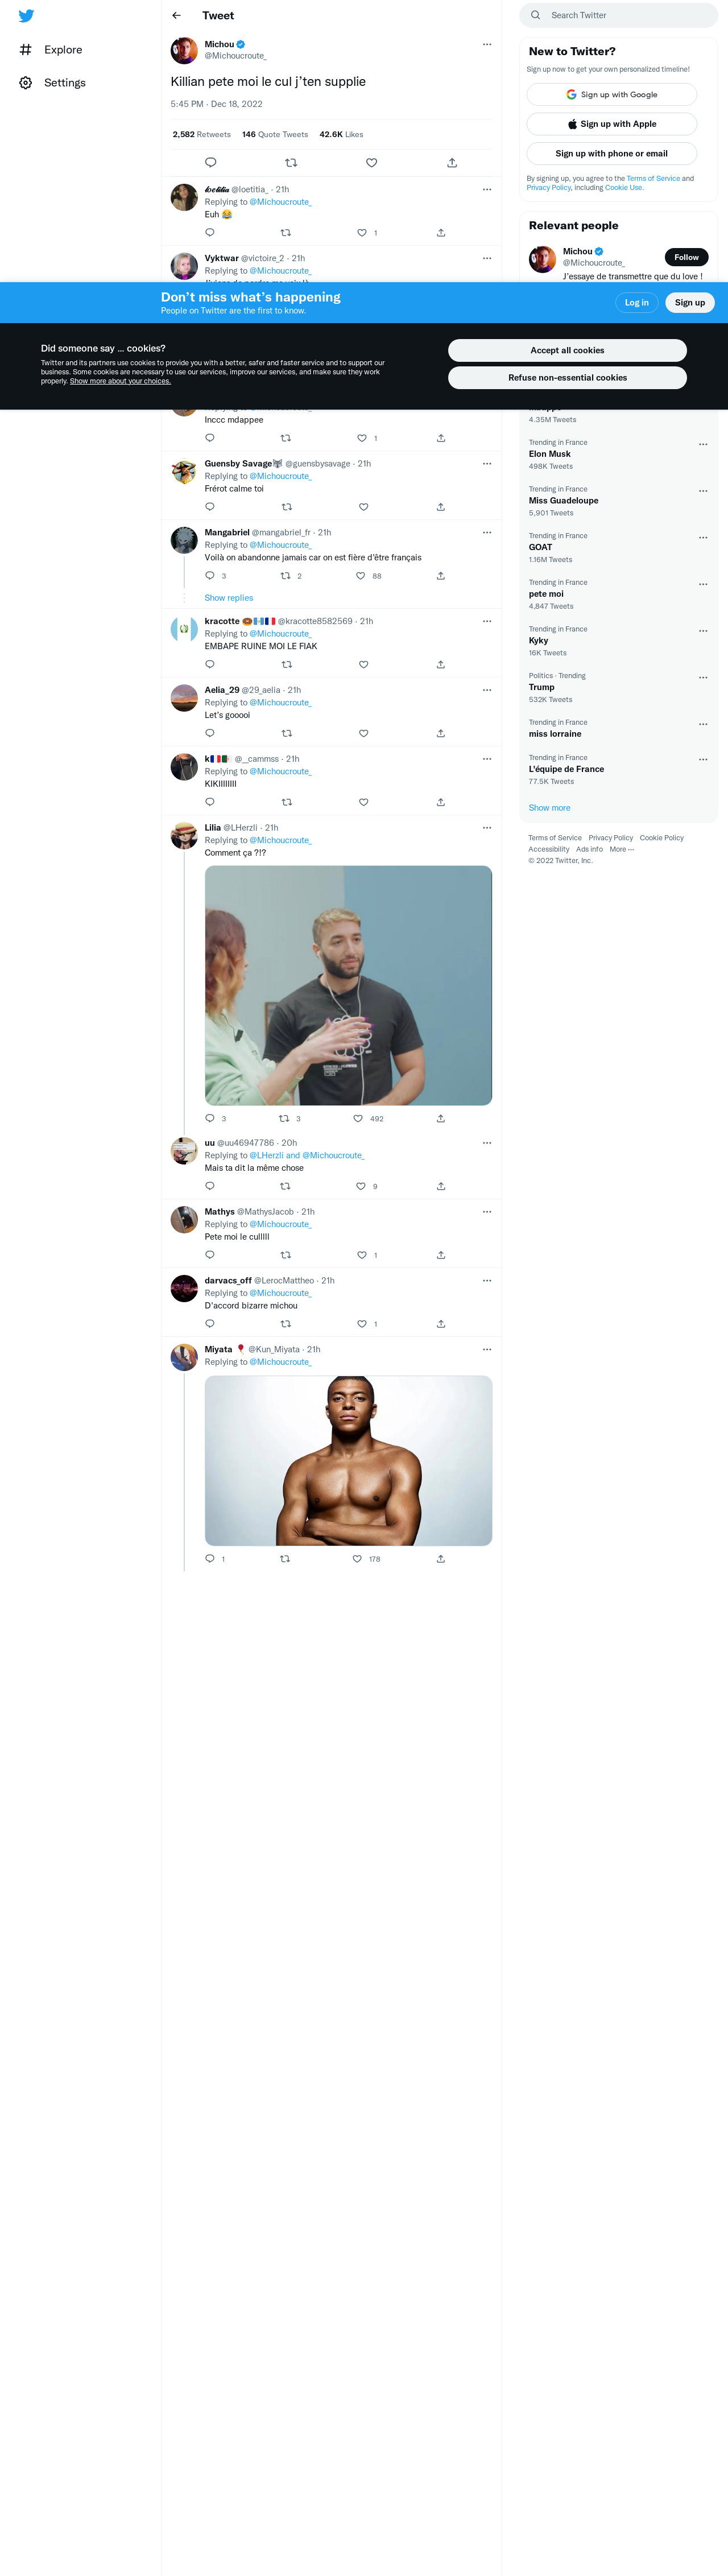 Explore
Settings
Tweet
Michou
@Michoucroute_
Killian pete moi le cul j'ten supplie
5:45 PM · Dec 18, 2022
2,582 Retweets 146 Quote Tweets 42.6K Likes
@loetitia_ · 21h
Replying to @Michoucroute_
Euh 😂
1
Vyktwar @victoire_2 · 21h
Replying to @Michoucroute_
Don't miss what's happening
People on Twitter are the first to know.
Log in
Sign up
Did someone say … cookies?
Twitter and its partners use cookies to provide you with a better, safer and faster service and to support our
business. Some cookies are necessary to use our services, improve our services, and make sure they work
properly. Show more about your choices.
Accept all cookies
Refuse non-essential cookies
Inccc mdappee
1
Guensby Savage🐺 @guensbysavage · 21h
Replying to @Michoucroute_
Frérot calme toi
Mangabriel @mangabriel_fr · 21h
Replying to @Michoucroute_
Voilà on abandonne jamais car on est fière d'être français
3 2 88
Show replies
kracotte @kracotte8582569 · 21h
Replying to @Michoucroute_
EMBAPE RUINE MOI LE FIAK
Aelia_29 @29_aelia · 21h
Replying to @Michoucroute_
Let's gooooi
k🇫🇷🇩🇿 @__cammss · 21h
Replying to @Michoucroute_
KIKIIIIIIII
Lilia @LHerzli · 21h
Replying to @Michoucroute_
Comment ça ?!?
3 3 492
uu @uu46947786 · 20h
Replying to @LHerzli and @Michoucroute_
Mais ta dit la même chose
9
Mathys @MathysJacob · 21h
Replying to @Michoucroute_
Pete moi le culllll
1
darvacs_off @LerocMattheo · 21h
Replying to @Michoucroute_
D'accord bizarre michou
1
Miyata 🎈 @Kun_Miyata · 21h
Replying to @Michoucroute_
1 178
Search Twitter
New to Twitter?
Sign up now to get your own personalized timeline!
Sign up with Google
Sign up with Apple
Sign up with phone or email
By signing up, you agree to the Terms of Service and
Privacy Policy, including Cookie Use.
Relevant people
Michou
@Michoucroute_
Follow
J'essaye de transmettre que du love !
4.35M Tweets
Trending in France
Elon Musk
498K Tweets
Trending in France
Miss Guadeloupe
5,901 Tweets
Trending in France
GOAT
1.16M Tweets
Trending in France
pete moi
4,847 Tweets
Trending in France
Kyky
16K Tweets
Politics · Trending
Trump
532K Tweets
Trending in France
miss lorraine
Trending in France
L'équipe de France
77.5K Tweets
Show more
Terms of Service Privacy Policy Cookie Policy
Accessibility Ads info More ···
© 2022 Twitter, Inc.